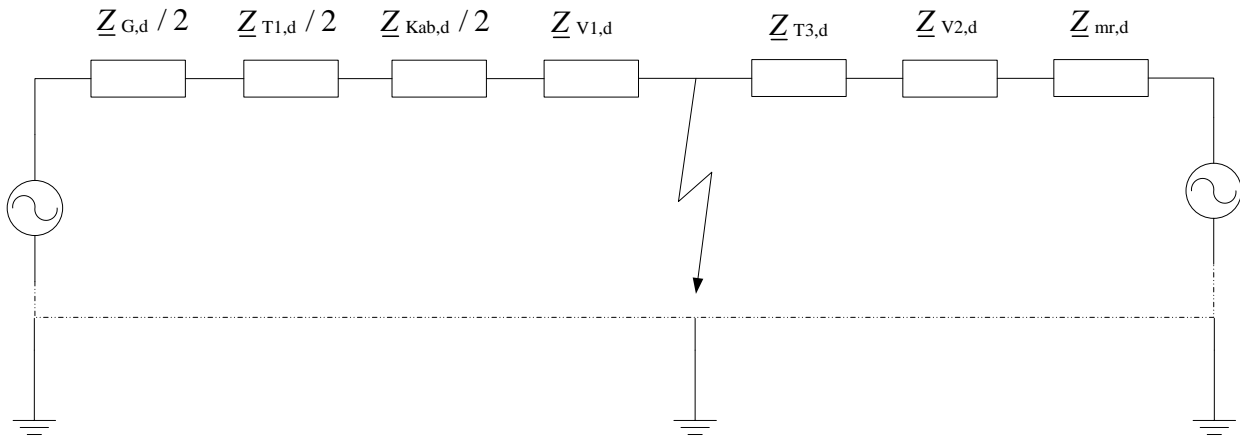 Z G,d / 2
Z T1,d / 2
Z Kab,d / 2
Z V1,d
Z T3,d
Z V2,d
Z mr,d